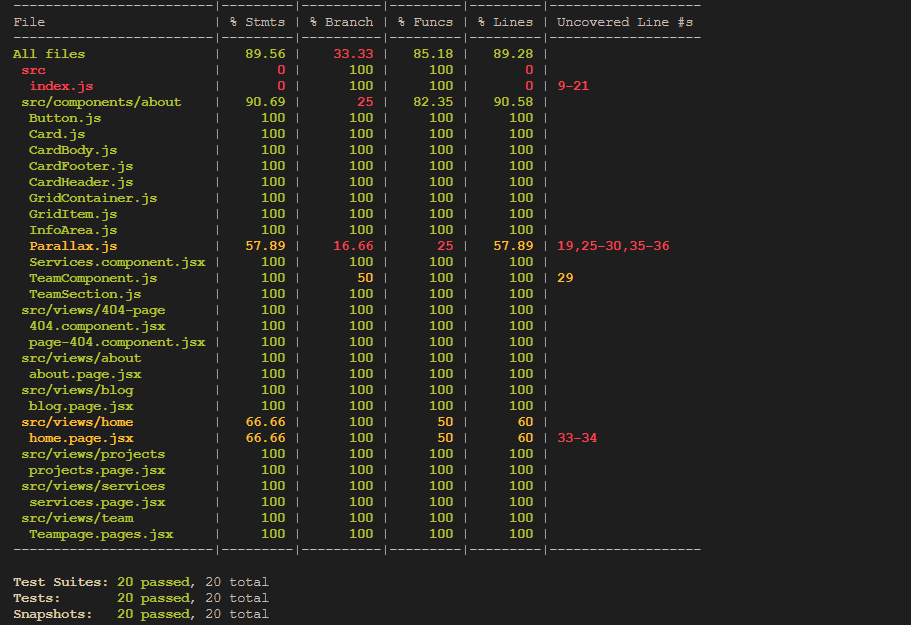 -------------------------|---------|----------|---------|---------|-------------------
File                     | % Stmts | % Branch | % Funcs | % Lines | Uncovered Line #s
-------------------------|---------|----------|---------|---------|-------------------
All files                |   89.56 |    33.33 |   85.18 |   89.28 |
 src                     |       0 |      100 |     100 |       0 |
  index.js               |       0 |      100 |     100 |       0 | 9-21
 src/components/about    |   90.69 |       25 |   82.35 |   90.58 |
  Button.js              |     100 |      100 |     100 |     100 |
  Card.js                |     100 |      100 |     100 |     100 |
  CardBody.js            |     100 |      100 |     100 |     100 |
  CardFooter.js          |     100 |      100 |     100 |     100 |
  CardHeader.js          |     100 |      100 |     100 |     100 |
  GridContainer.js       |     100 |      100 |     100 |     100 |
  GridItem.js            |     100 |      100 |     100 |     100 |
  InfoArea.js            |     100 |      100 |     100 |     100 |
  Parallax.js            |   57.89 |    16.66 |      25 |   57.89 | 19,25-30,35-36
  Services.component.jsx |     100 |      100 |     100 |     100 |
  TeamComponent.js       |     100 |       50 |     100 |     100 | 29
  TeamSection.js         |     100 |      100 |     100 |     100 |
 src/views/404-page      |     100 |      100 |     100 |     100 |
  404.component.jsx      |     100 |      100 |     100 |     100 |
  page-404.component.jsx |     100 |      100 |     100 |     100 |
 src/views/about         |     100 |      100 |     100 |     100 |
  about.page.jsx         |     100 |      100 |     100 |     100 |
 src/views/blog          |     100 |      100 |     100 |     100 |
  blog.page.jsx          |     100 |      100 |     100 |     100 |
 src/views/home          |   66.66 |      100 |      50 |      60 |
  home.page.jsx          |   66.66 |      100 |      50 |      60 | 33-34
 src/views/projects      |     100 |      100 |     100 |     100 |
  projects.page.jsx      |     100 |      100 |     100 |     100 |
 src/views/services      |     100 |      100 |     100 |     100 |
  services.page.jsx      |     100 |      100 |     100 |     100 |
 src/views/team          |     100 |      100 |     100 |     100 |
  Teampage.pages.jsx     |     100 |      100 |     100 |     100 |
-------------------------|---------|----------|---------|---------|-------------------
Test Suites: 20 passed, 20 total
Tests:       20 passed, 20 total
Snapshots:   20 passed, 20 total